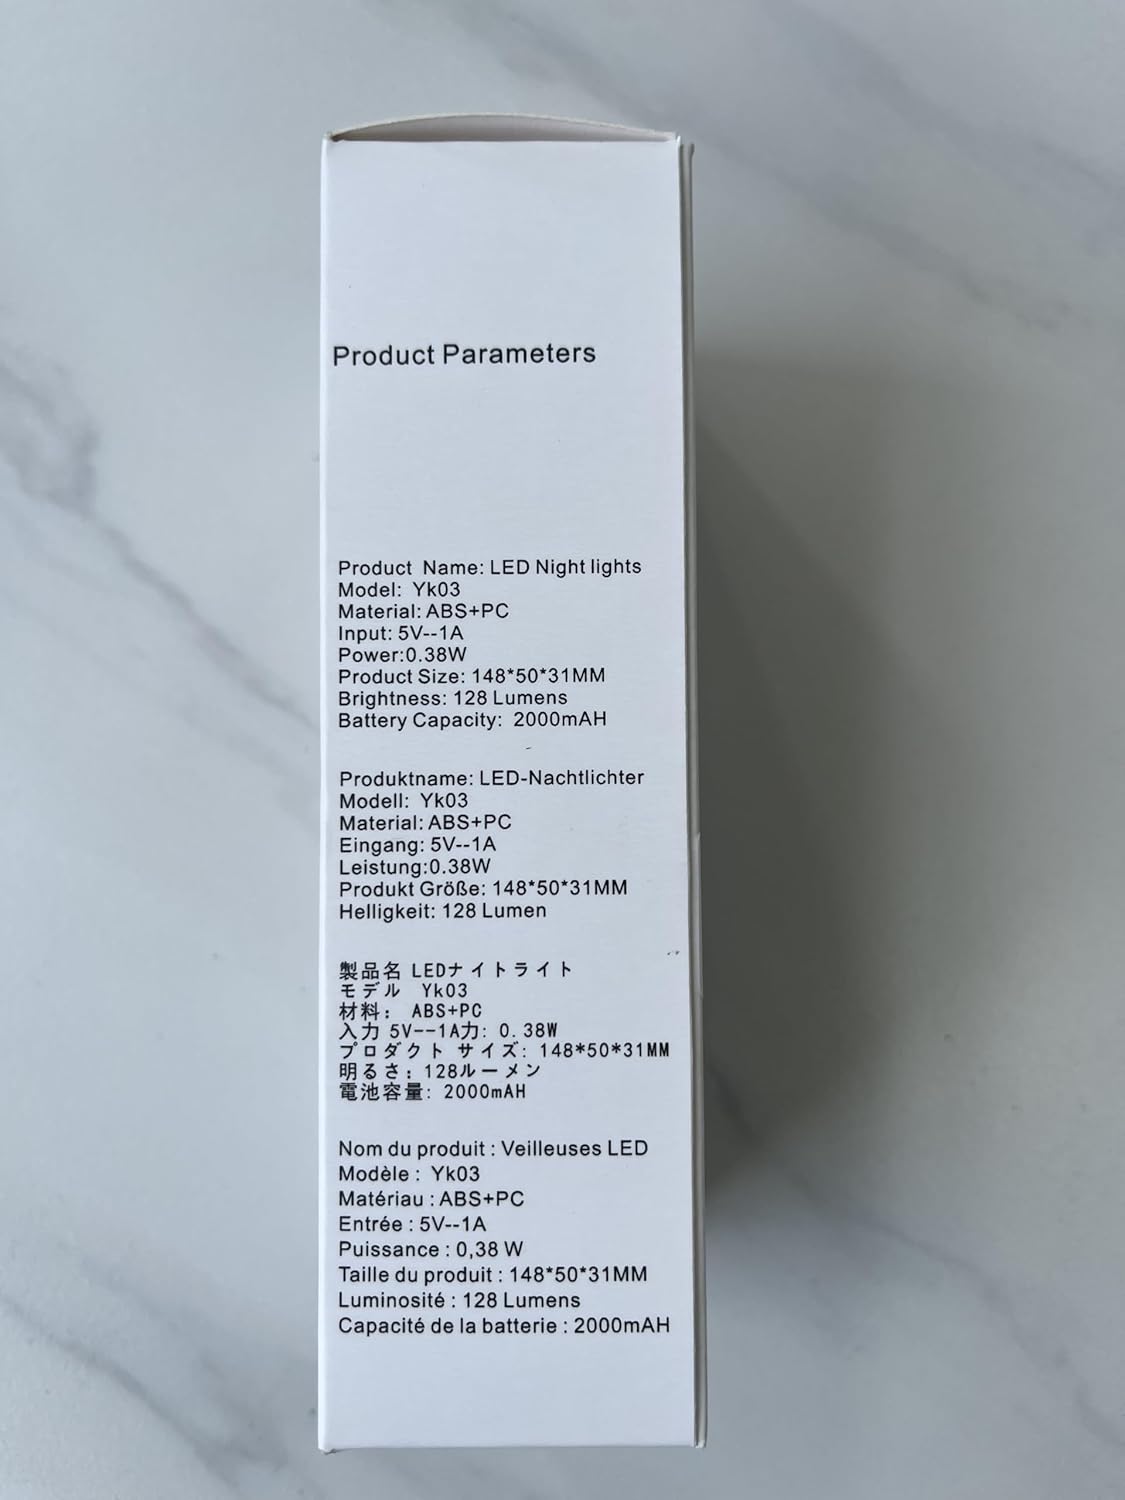 Product Parameters
Product Name: LED Night lights
Model: Yk03
Material: ABS+PC
Input: 5V--1A
Power:0.38W
Product Size: 148*50*31MM
Brightness: 128 Lumens
Battery Capacity: 2000mAH
Produktname: LED-Nachtlichter
Modell: Yk03
Material: ABS+PC
Eingang: 5V--1A
Leistung:0.38W
Produkt Größe: 148*50*31MM
Helligkeit: 128 Lumen
製品名 LEDナイトライト
モデル Yk03
材料： ABS+PC
入力 5V--1A力: 0.38W
プロダクト サイズ: 148*50*31MM
明るさ：128ルーメン
電池容量: 2000mAH
Nom du produit : Veilleuses LED
Modèle : Yk03
Matériau : ABS+PC
Entrée : 5V--1A
Puissance : 0,38 W
Taille du produit : 148*50*31MM
Luminosité : 128 Lumens
Capacité de la batterie : 2000mAH